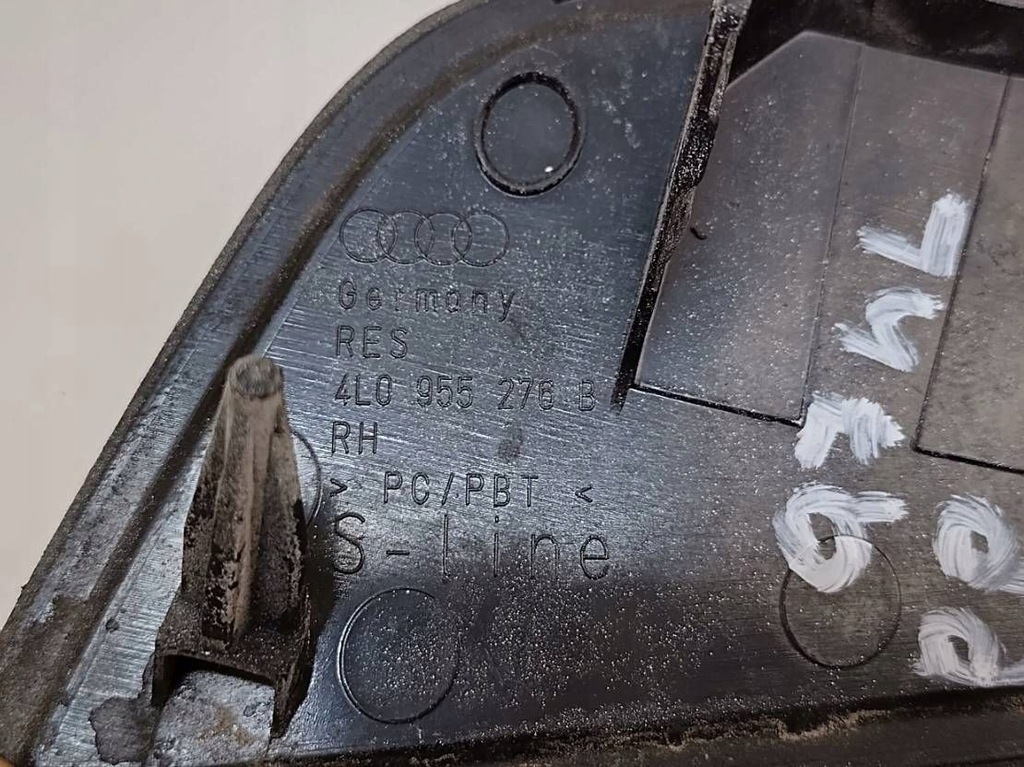 Germany
RES
4L0 955 276 B
RH
> PC/PBT <
S-line